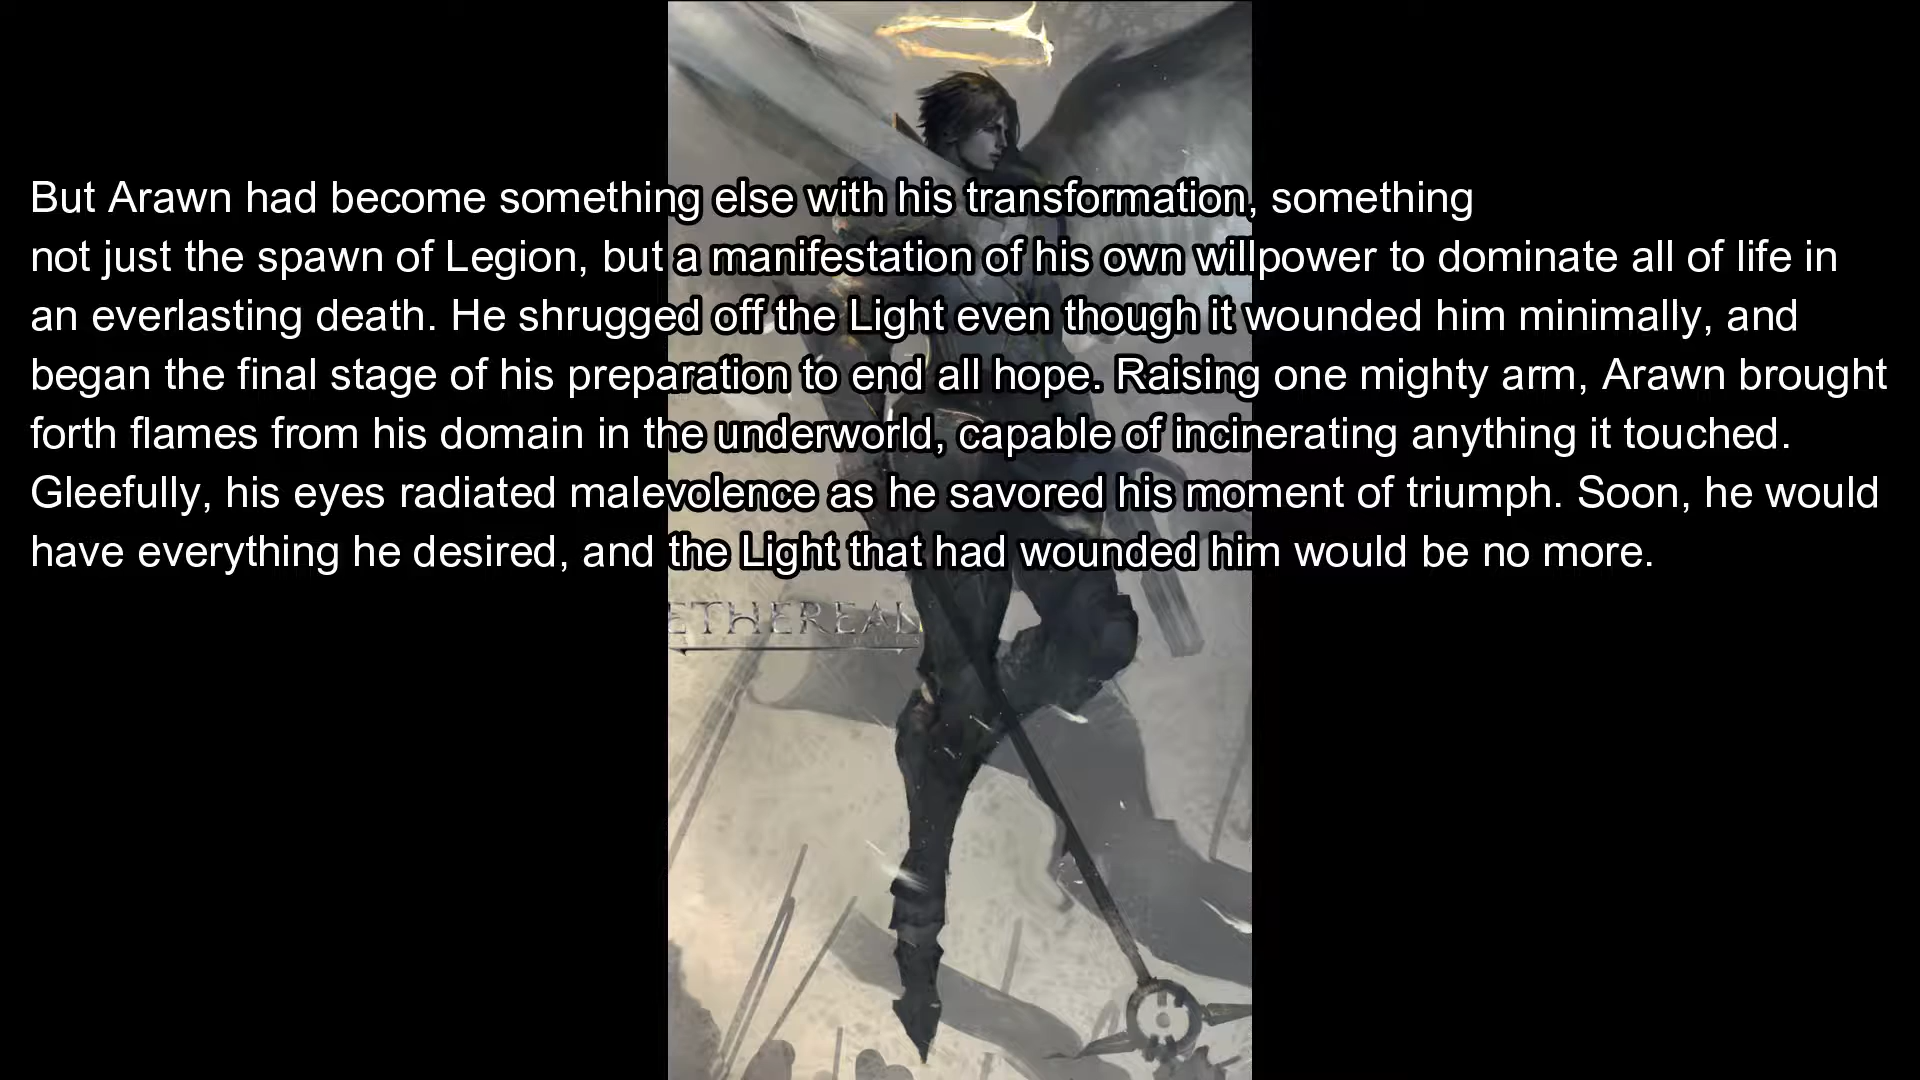 But Arawn had become something else with his transformation, something
not just the spawn of Legion, but a manifestation of his own willpower to dominate all of life in
an everlasting death. He shrugged off the Light even though it wounded him minimally, and
began the final stage of his preparation to end all hope. Raising one mighty arm, Arawn brought
forth flames from his domain in the underworld, capable of incinerating anything it touched.
Gleefully, his eyes radiated malevolence as he savored his moment of triumph. Soon, he would
have everything he desired, and the Light that had wounded him would be no more.
ETHEREAL